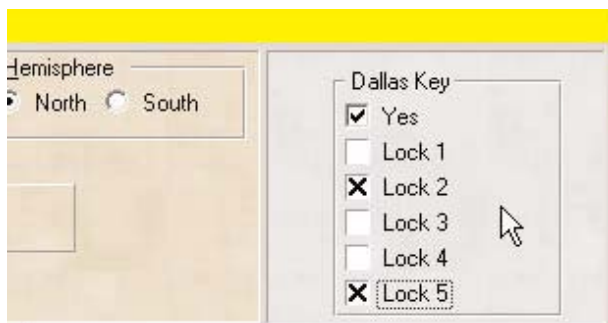 Hemisphere
North South
Dallas Key
Yes
Lock 1
Lock 2
Lock 3
Lock 4
Lock 5